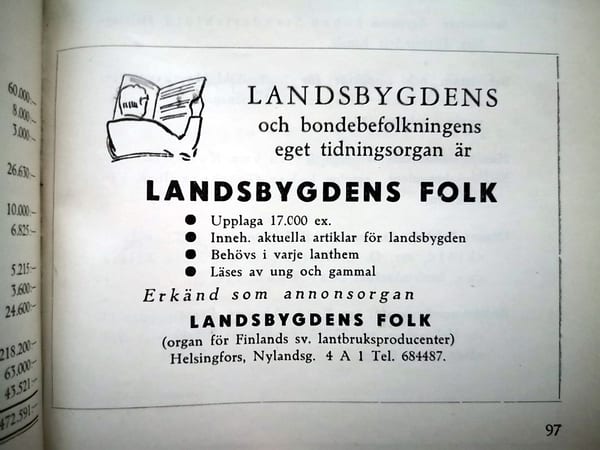 60.000:-
8.000:-
3.000:-
26.630:-
10.000:-
6.825:-
5.215:-
3.600:-
24.600:-
218.200:-
63.000:-
43.521:-
472.591:-
LANDSBYGDENS
och bondebefolkningens
eget tidningsorgan är
LANDSBYGDENS FOLK
● Upplaga 17.000 ex.
● Inneh. aktuella artiklar för landsbygden
● Behövs i varje lanthem
● Läses av ung och gammal
Erkänd som annonsorgan
LANDSBYGDENS FOLK
(organ för Finlands sv. lantbruksproducenter)
Helsingfors, Nylandsg. 4 A 1 Tel. 684487.
97